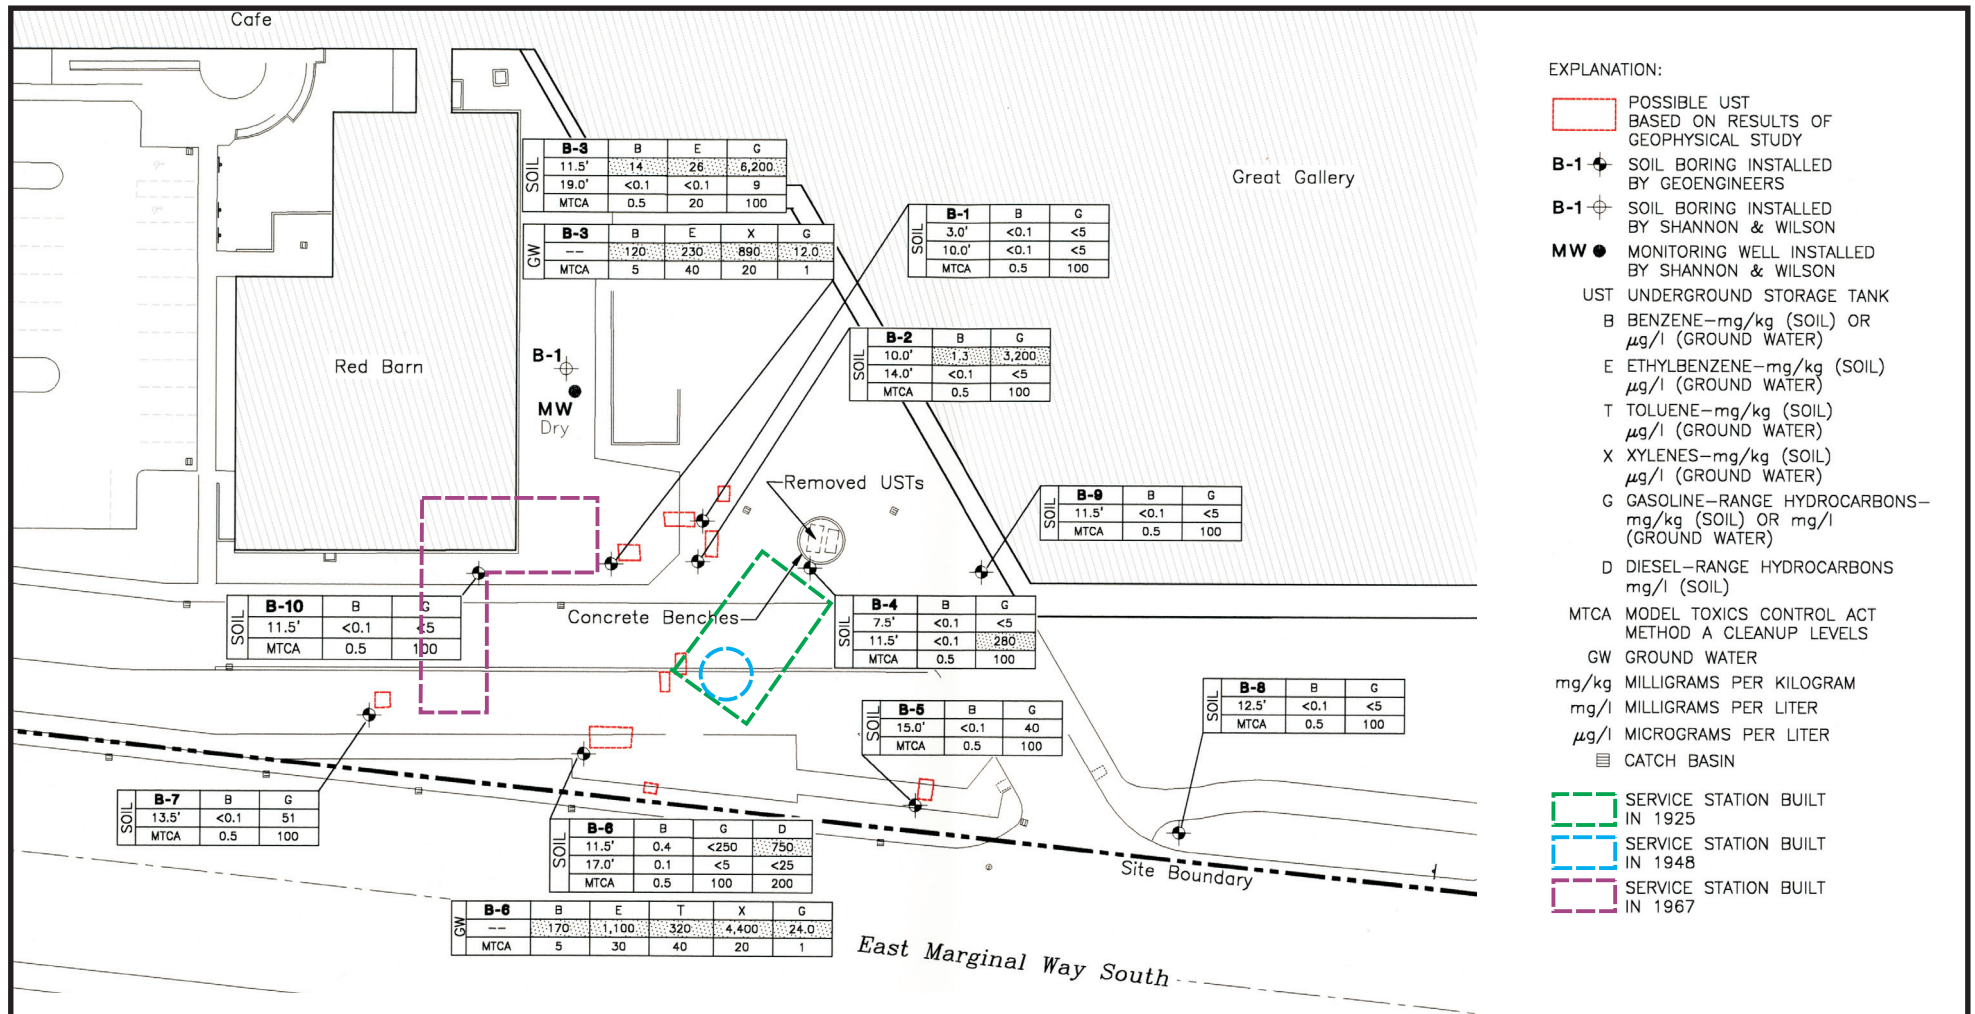 Cafe
Great Gallery
Red Barn
SOIL
B-3 B E G
11.5' 14 26 6,200
19.0' <0.1 <0.1 9
MTCA 0.5 20 100
GW
B-3 B E X G
-- 120 230 890 12.0
MTCA 5 40 20 1
SOIL
B-1 B G
3.0' <0.1 <5
10.0' <0.1 <5
MTCA 0.5 100
SOIL
B-2 B G
10.0' 1.3 3,200
14.0' <0.1 <5
MTCA 0.5 100
B-1
MW
Dry
Removed USTs
SOIL
B-9 B G
11.5' <0.1 <5
MTCA 0.5 100
SOIL
B-10 B G
11.5' <0.1 <5
MTCA 0.5 100
Concrete Benches
SOIL
B-4 B G
7.5' <0.1 <5
11.5' <0.1 280
MTCA 0.5 100
SOIL
B-5 B G
15.0' <0.1 40
MTCA 0.5 100
SOIL
B-8 B G
12.5' <0.1 <5
MTCA 0.5 100
SOIL
B-7 B G
13.5' <0.1 51
MTCA 0.5 100
SOIL
B-6 B G D
11.5' 0.4 <250 750
17.0' 0.1 <5 <25
MTCA 0.5 100 200
GW
B-6 B E T X G
-- 170 1,100 320 4,400 24.0
MTCA 5 30 40 20 1
Site Boundary
East Marginal Way South
EXPLANATION:
POSSIBLE UST
BASED ON RESULTS OF
GEOPHYSICAL STUDY
B-1 SOIL BORING INSTALLED
BY GEOENGINEERS
B-1 SOIL BORING INSTALLED
BY SHANNON & WILSON
MW MONITORING WELL INSTALLED
BY SHANNON & WILSON
UST UNDERGROUND STORAGE TANK
B BENZENE-mg/kg (SOIL) OR
µg/l (GROUND WATER)
E ETHYLBENZENE-mg/kg (SOIL)
µg/l (GROUND WATER)
T TOLUENE-mg/kg (SOIL)
µg/l (GROUND WATER)
X XYLENES-mg/kg (SOIL)
µg/l (GROUND WATER)
G GASOLINE-RANGE HYDROCARBONS-
mg/kg (SOIL) OR mg/l
(GROUND WATER)
D DIESEL-RANGE HYDROCARBONS
mg/l (SOIL)
MTCA MODEL TOXICS CONTROL ACT
METHOD A CLEANUP LEVELS
GW GROUND WATER
mg/kg MILLIGRAMS PER KILOGRAM
mg/l MILLIGRAMS PER LITER
µg/l MICROGRAMS PER LITER
CATCH BASIN
SERVICE STATION BUILT
IN 1925
SERVICE STATION BUILT
IN 1948
SERVICE STATION BUILT
IN 1967